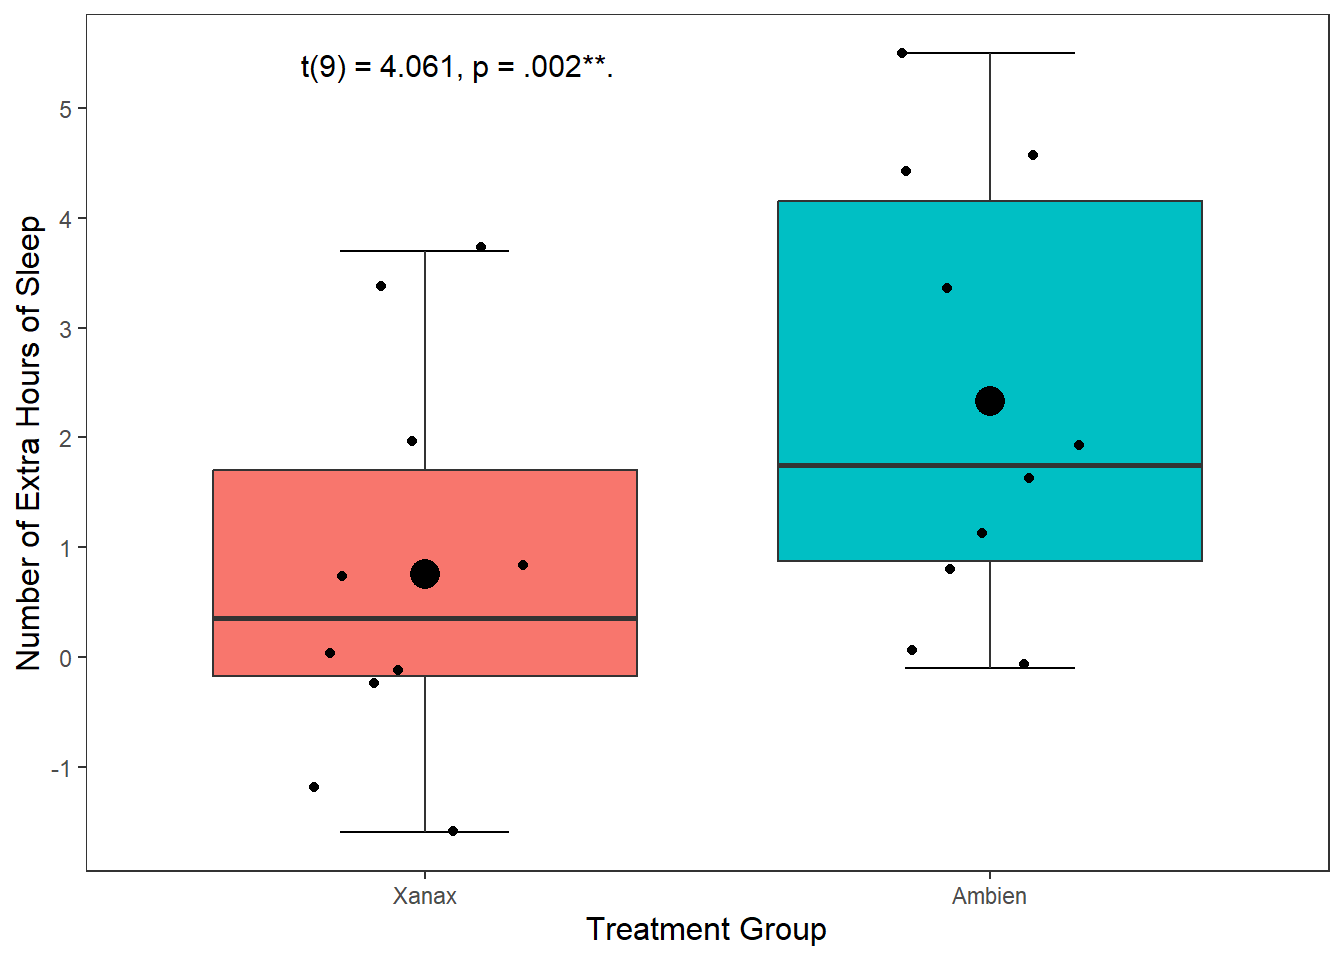 t(9) = 4.061, p = .002**.
Number of Extra Hours of Sleep
5
4
3
2
1
0
-1
Xanax
Ambien
Treatment Group